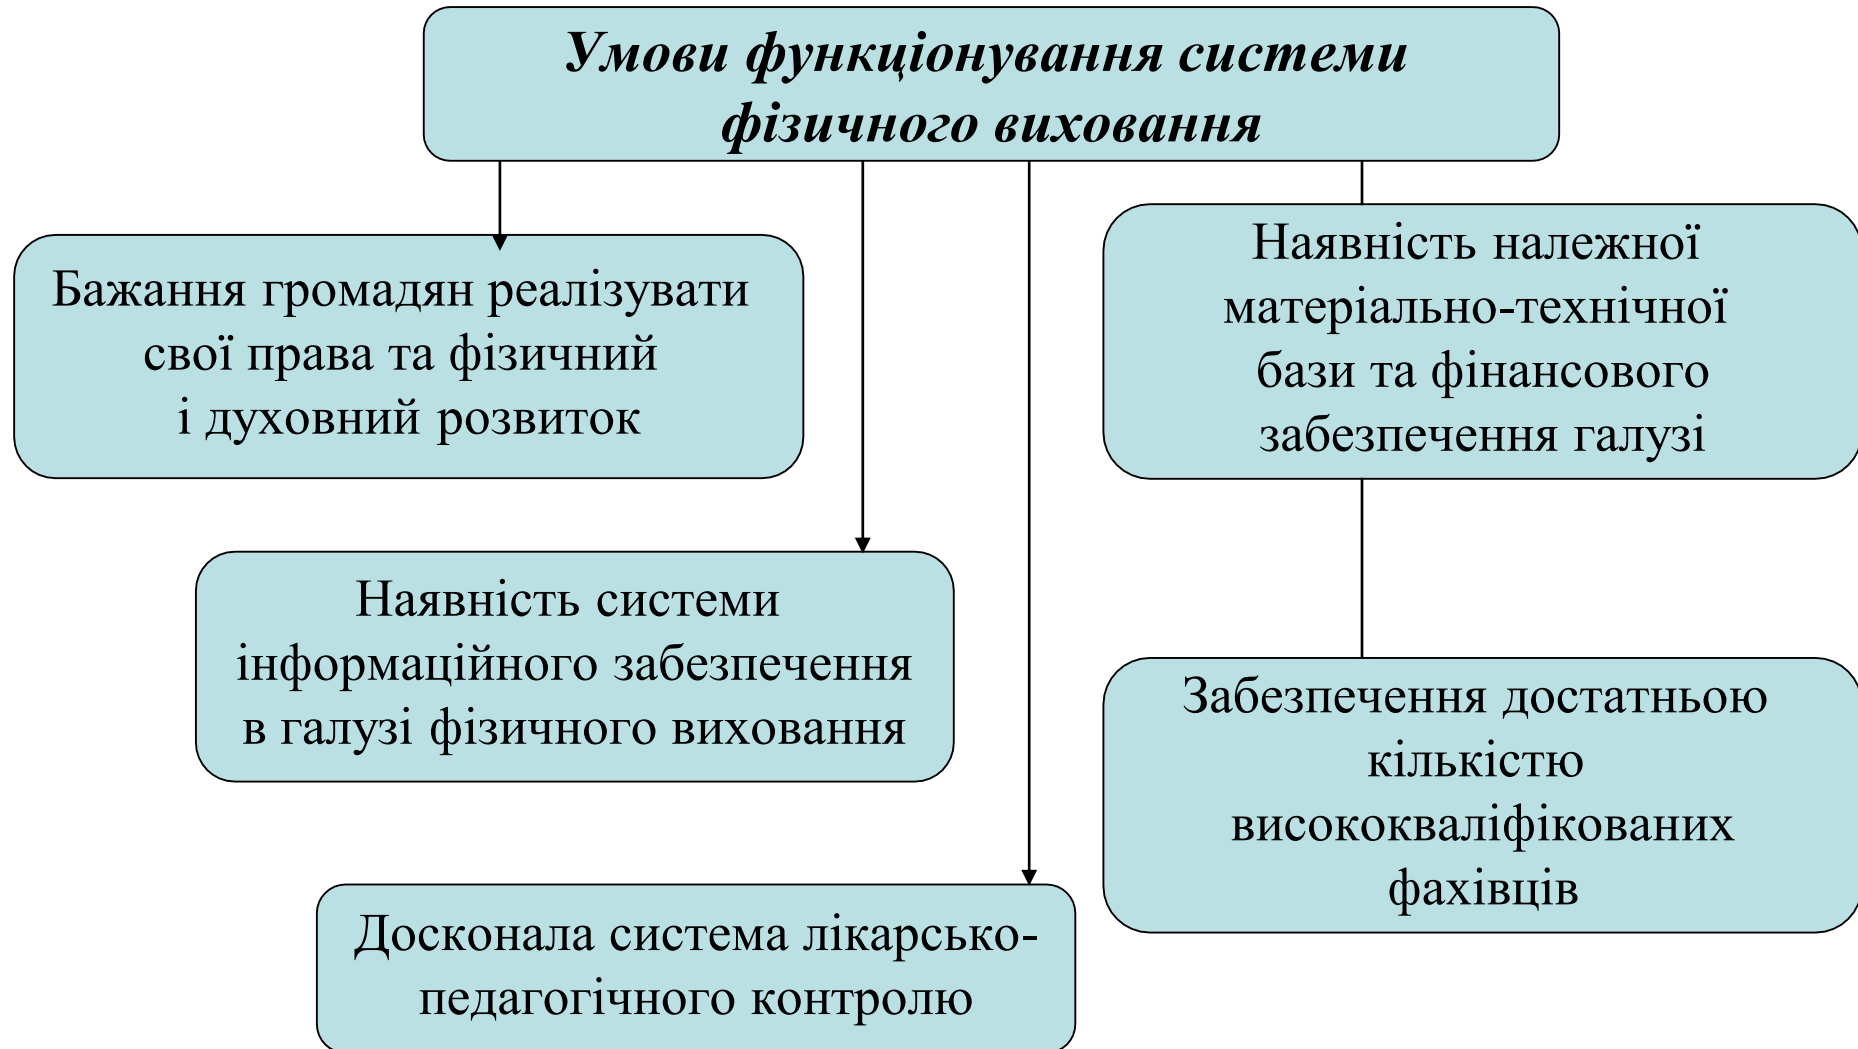 Умови функціонування системи
фізичного виховання
Бажання громадян реалізувати
свої права та фізичний
і духовний розвиток
Наявність належної
матеріально-технічної
бази та фінансового
забезпечення галузі
Наявність системи
інформаційного забезпечення
в галузі фізичного виховання
Забезпечення достатньою
кількістю
висококваліфікованих
фахівців
Досконала система лікарсько-
педагогічного контролю